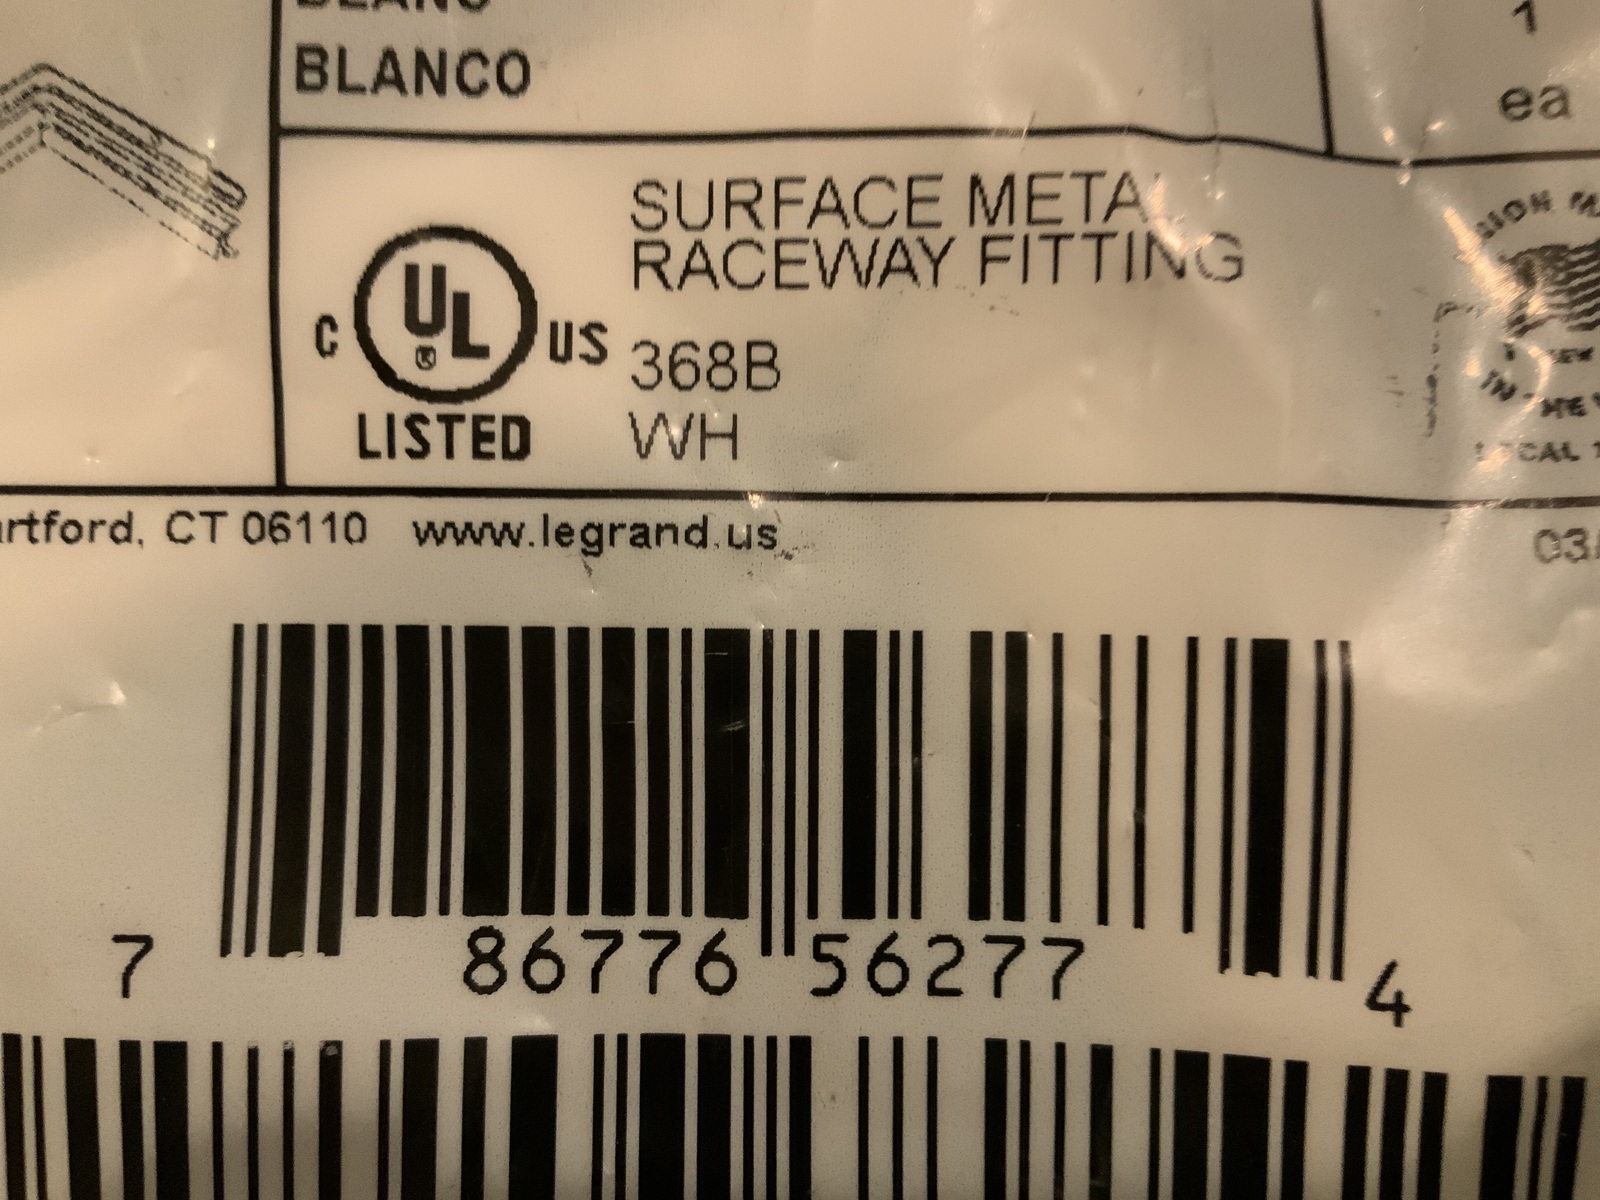 BLANC
BLANCO
1
ea
SURFACE METAL
RACEWAY FITTING
C UL ® US
LISTED
368B
WH
CT 06110 www.legrand.us
7 86776 56277 4